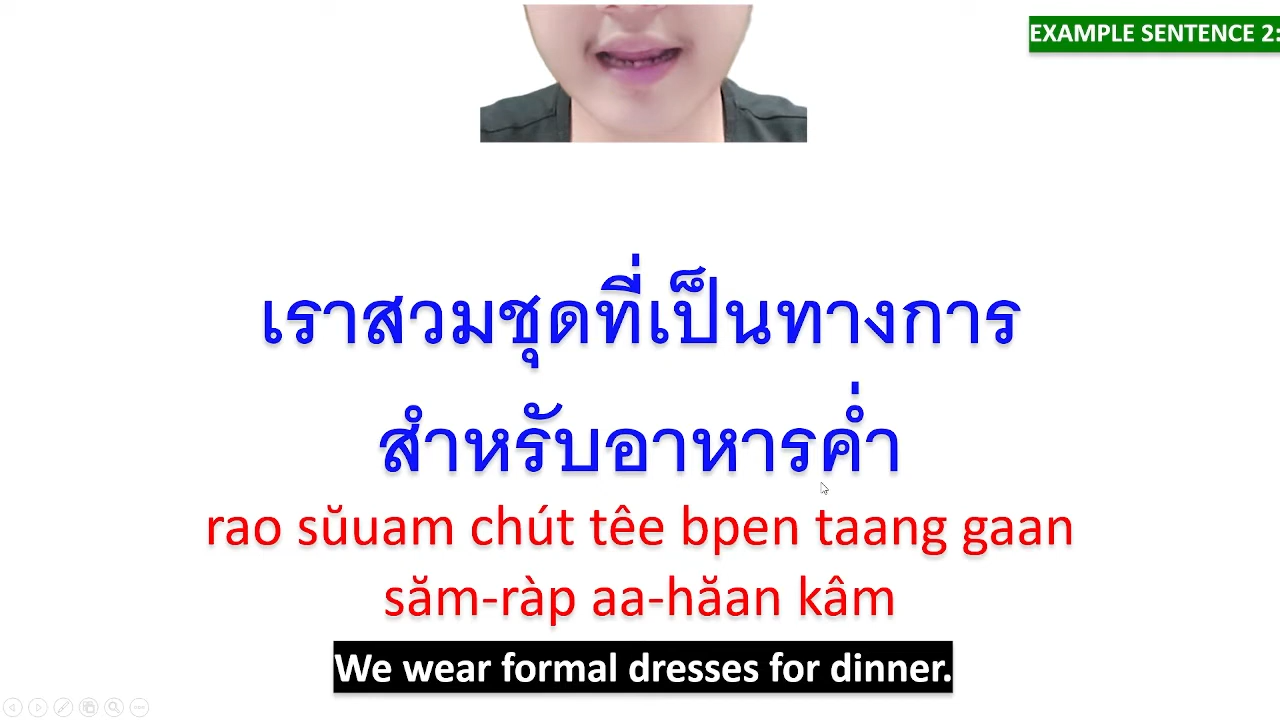 EXAMPLE SENTENCE 2:
เราสวมชุดที่เป็นทางการ
สำหรับอาหารค่ำ
rao sŭuam chút têe bpen taang gaan
săm-ràp aa-hăan kâm
We wear formal dresses for dinner.